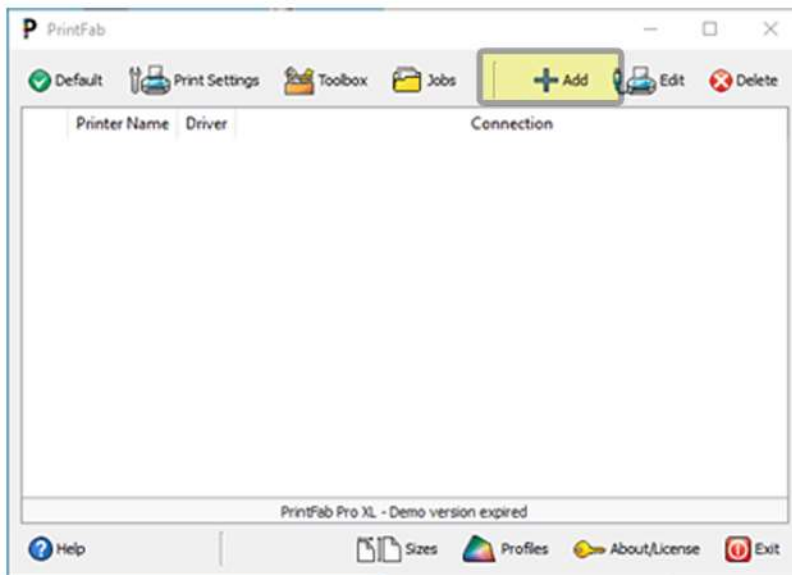 PrintFab
Default Print Settings Toolbox Jobs Add Edit Delete
Printer Name Driver Connection
PrintFab Pro XL - Demo version expired
Help Sizes Profiles About/License Exit